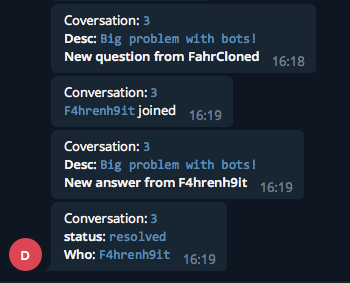 Coversation: 3
Desc: Big problem with bots!
New question from FahrCloned
16:18
Conversation: 3
F4hrenh9it joined
16:19
Coversation: 3
Desc: Big problem with bots!
New answer from F4hrenh9it
16:19
Conversation: 3
status: resolved
Who: F4hrenh9it
16:19
D